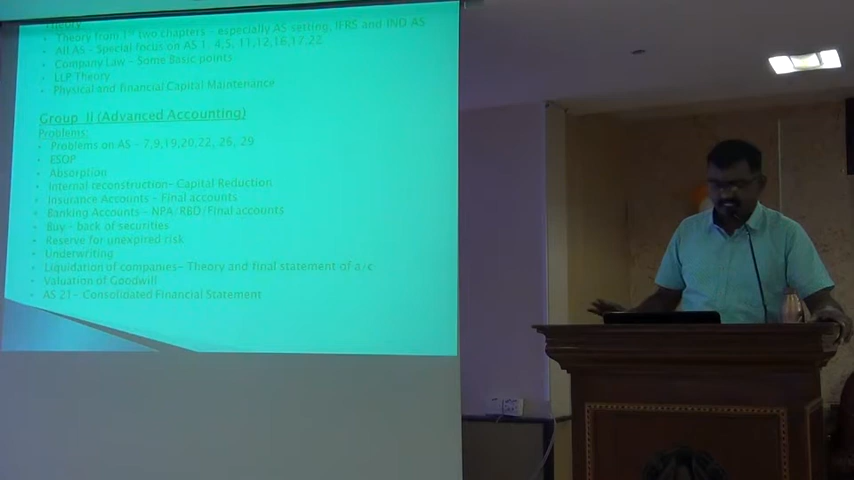 Theory:
Theory from 1st two chapters – especially AS setting, IFRS and IND AS
All AS – Special focus on AS 1, 4,5, 11,12,16,17,22
Company Law – Some Basic points
LLP Theory
Physical and financial Capital Maintenance
Group II (Advanced Accounting)
Problems:
Problems on AS – 7,9,19,20,22, 26, 29
ESOP
Absorption
Internal reconstruction– Capital Reduction
Insurance Accounts – Final accounts
Banking Accounts – NPA/RBD/Final accounts
Buy – back of securities
Reserve for unexpired risk
Underwriting
Liquidation of companies– Theory and final statement of a/c
Valuation of Goodwill
AS 21– Consolidated Financial Statement